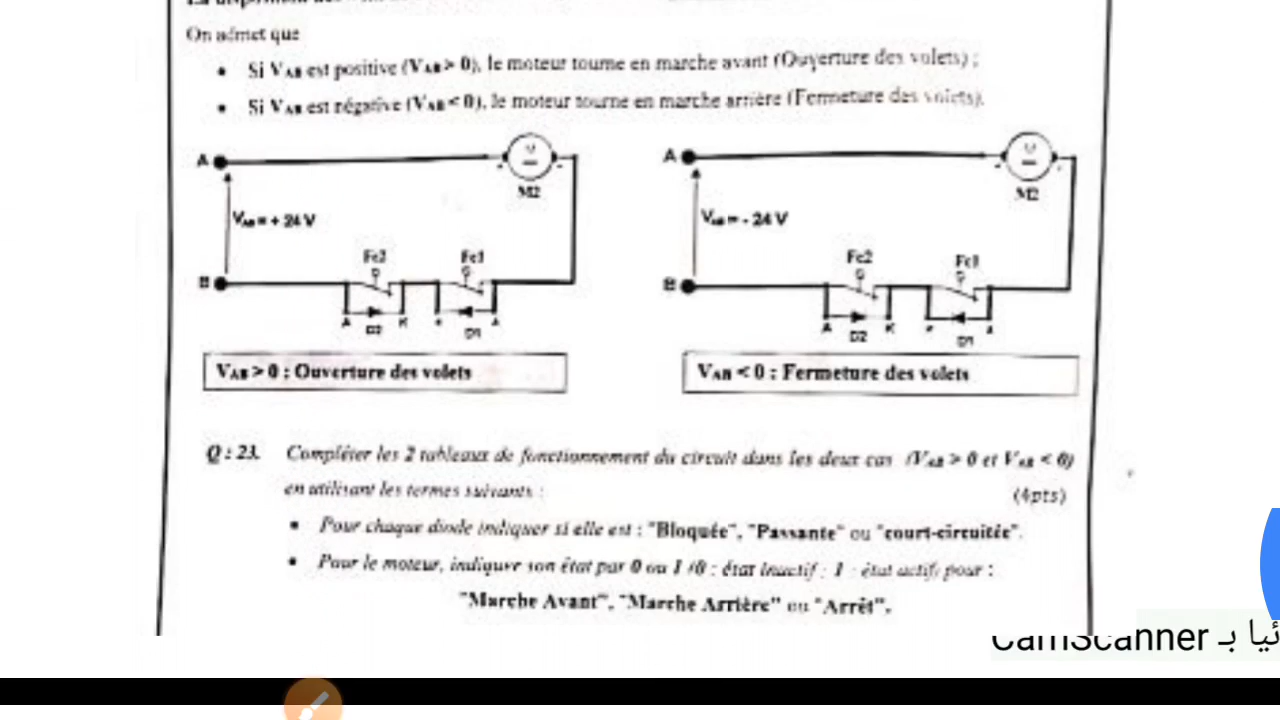 On admet que
• Si VAB est positive (VAB > 0), le moteur tourne en marche avant (Ouverture des volets) ;
• Si VAB est négative (VAB < 0), le moteur tourne en marche arrière (Fermeture des volets).
A
M2
VAB = + 24 V
Fc2 Fc1
B
A D2 K D1 A
VAB > 0 : Ouverture des volets
A
M2
VAB = - 24 V
Fc2 Fc1
B
A D2 K D1
VAB < 0 : Fermeture des volets
Q : 23. Compléter les 2 tableaux de fonctionnement du circuit dans les deux cas (VAB > 0 et VAB < 0)
en utilisant les termes suivants :
(4pts)
• Pour chaque diode indiquer si elle est : "Bloquée", "Passante" ou "court-circuitée".
• Pour le moteur, indiquer son état par 0 ou 1 (0 : état inactif ; 1 : état actif) pour :
"Marche Avant", "Marche Arrière" ou "Arrêt".
CamScanner بـ